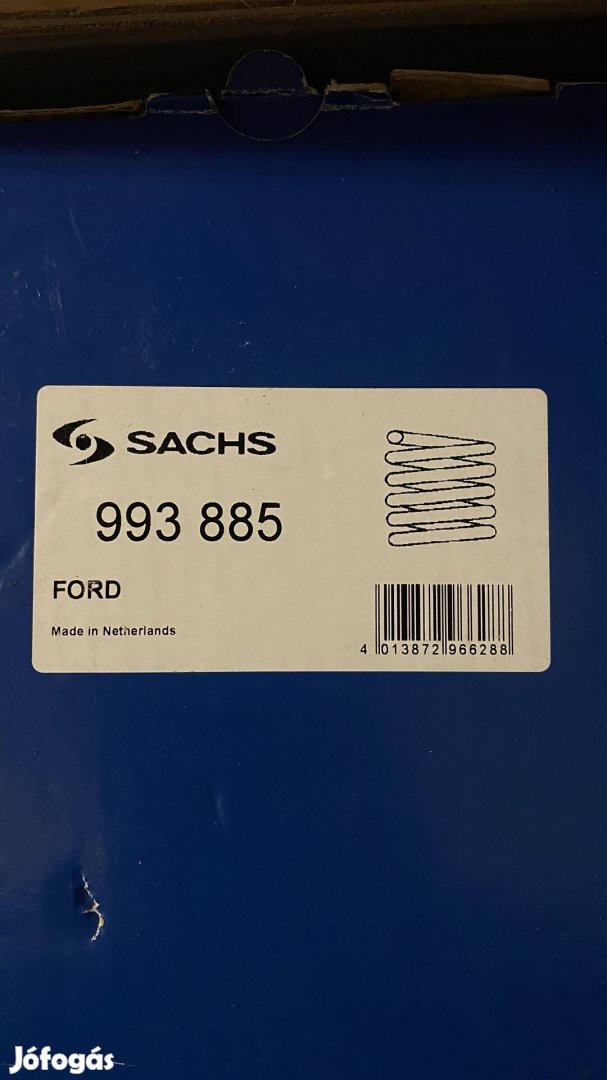 SACHS
993 885
FORD
Made in Netherlands
4 013872 966288
Jófogás